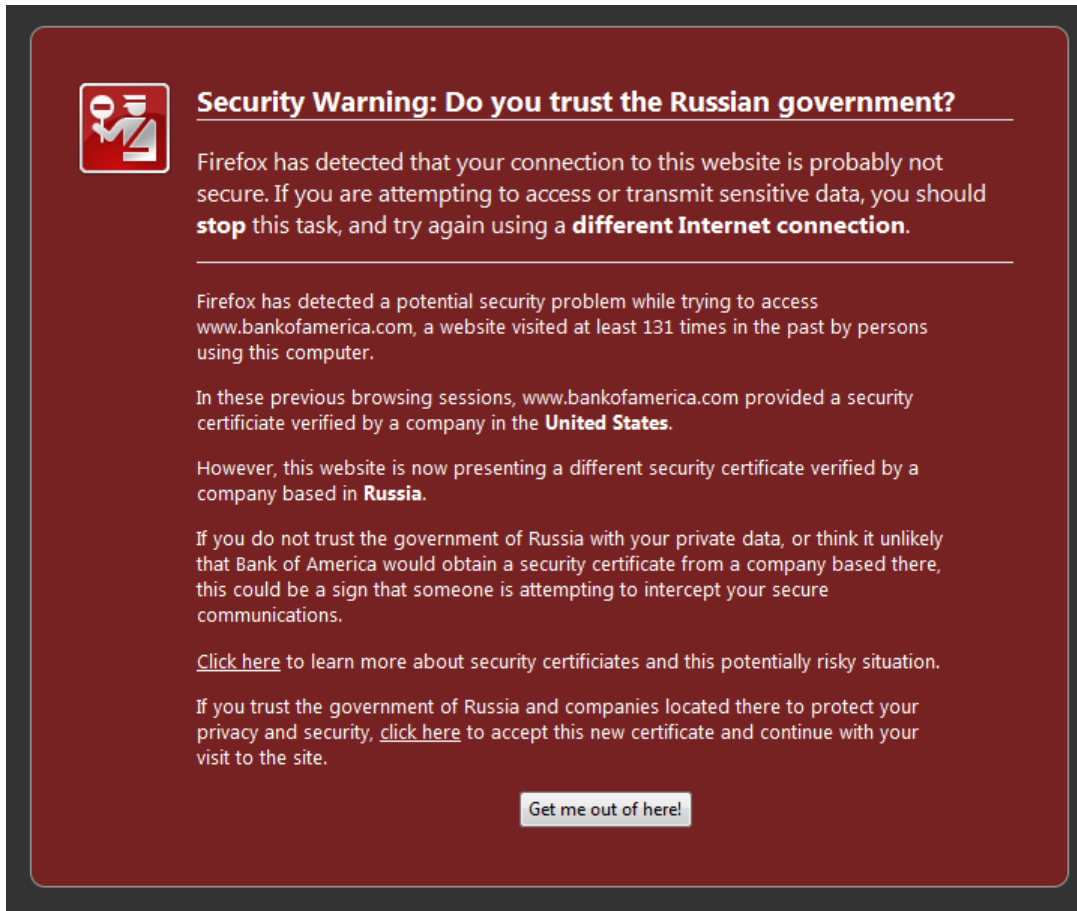 Security Warning: Do you trust the Russian government?
Firefox has detected that your connection to this website is probably not
secure. If you are attempting to access or transmit sensitive data, you should
stop this task, and try again using a different Internet connection.
Firefox has detected a potential security problem while trying to access
www.bankofamerica.com, a website visited at least 131 times in the past by persons
using this computer.
In these previous browsing sessions, www.bankofamerica.com provided a security
certificiate verified by a company in the United States.
However, this website is now presenting a different security certificate verified by a
company based in Russia.
If you do not trust the government of Russia with your private data, or think it unlikely
that Bank of America would obtain a security certificate from a company based there,
this could be a sign that someone is attempting to intercept your secure
communications.
Click here to learn more about security certificiates and this potentially risky situation.
If you trust the government of Russia and companies located there to protect your
privacy and security, click here to accept this new certificate and continue with your
visit to the site.
Get me out of here!